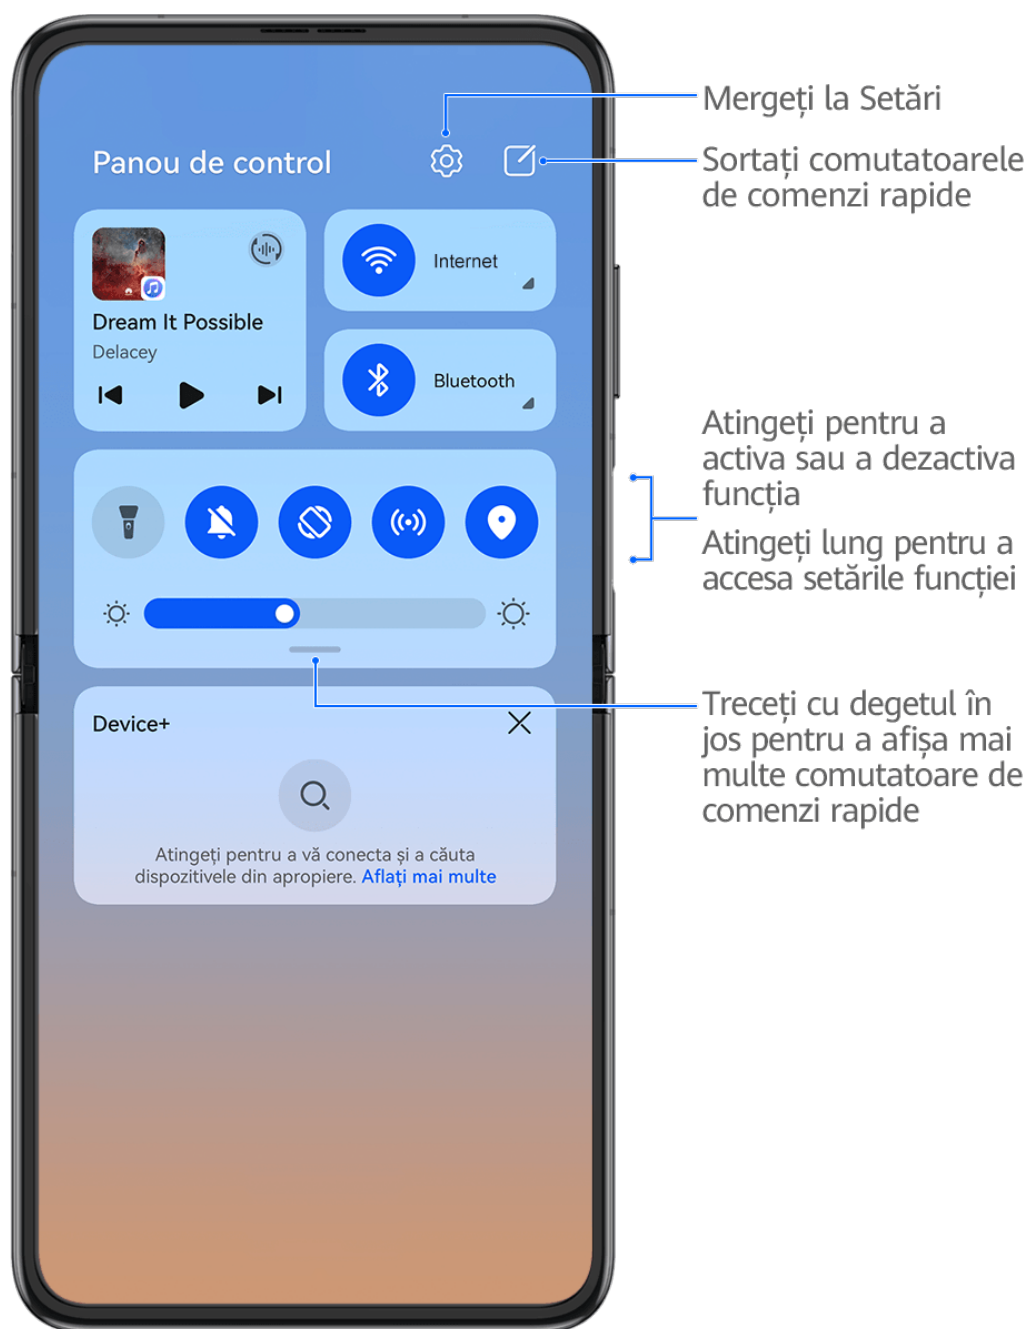 Mergeți la Setări
Panou de control
Sortați comutatoarele
de comenzi rapide
Internet
Dream It Possible
Delacey
Bluetooth
Atingeți pentru a
activa sau a dezactiva
funcția
Atingeți lung pentru a
accesa setările funcției
Device+
Treceți cu degetul în
jos pentru a afișa mai
multe comutatoare de
comenzi rapide
Atingeți pentru a vă conecta și a căuta
dispozitivele din apropiere. Aflați mai multe